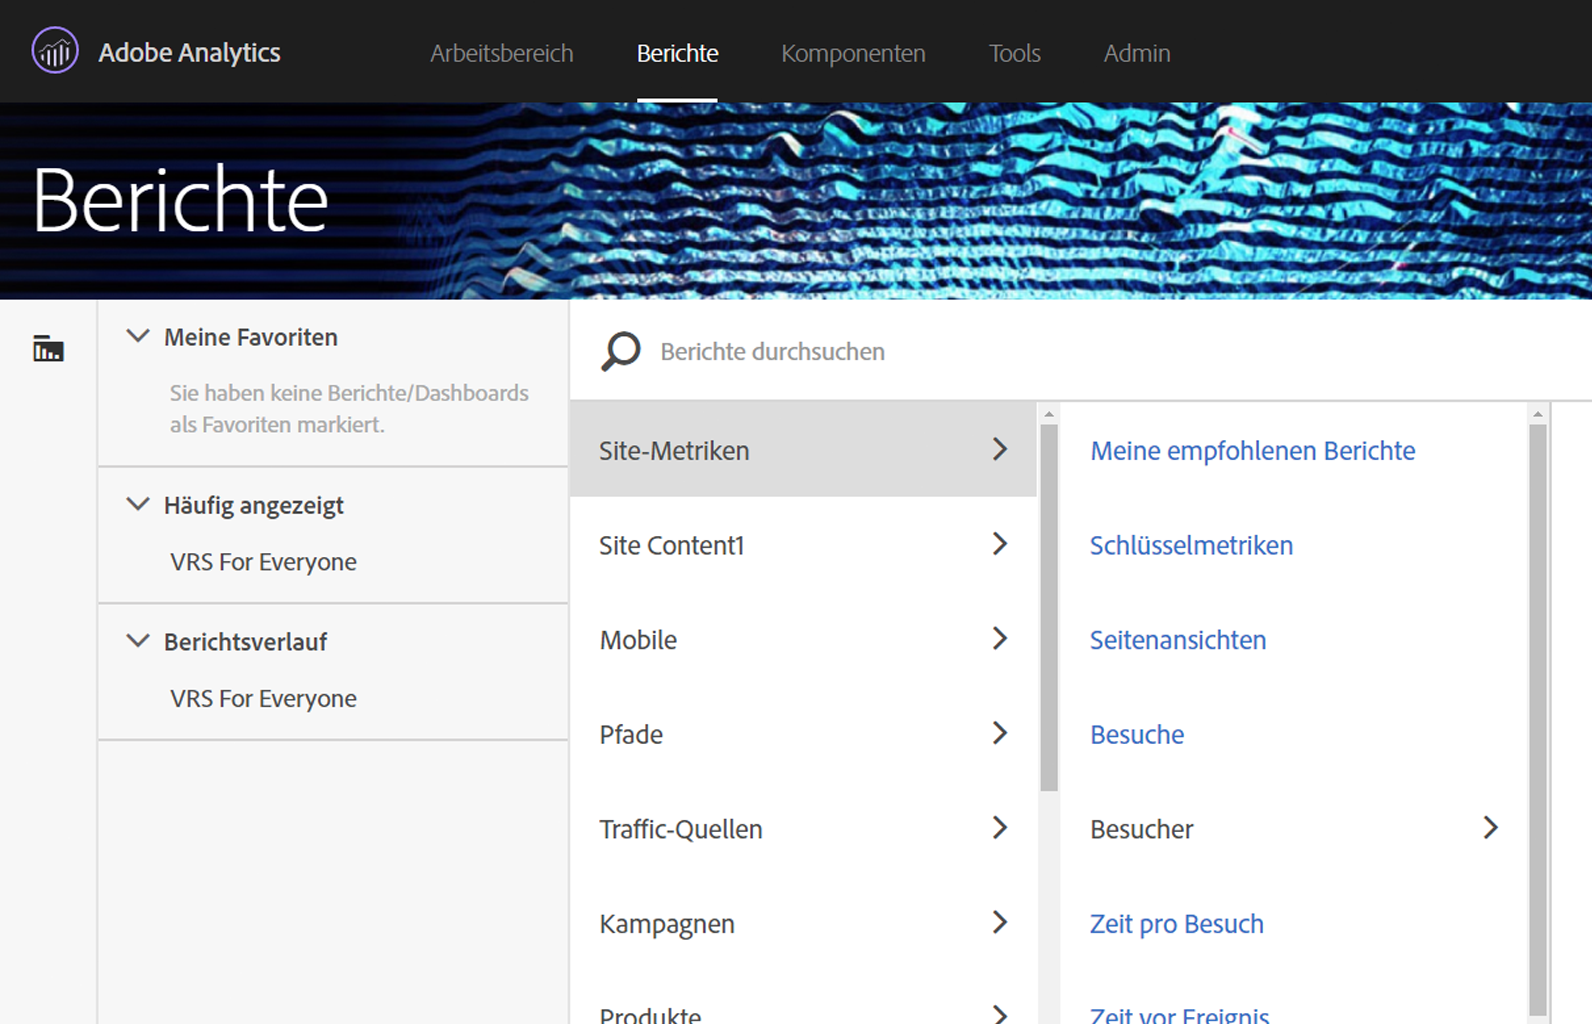 Adobe Analytics
Arbeitsbereich
Berichte
Komponenten
Tools
Admin
Berichte
Meine Favoriten
Sie haben keine Berichte/Dashboards
als Favoriten markiert.
Häufig angezeigt
VRS For Everyone
Berichtsverlauf
VRS For Everyone
Berichte durchsuchen
Site-Metriken
Site Content1
Mobile
Pfade
Traffic-Quellen
Kampagnen
Produkte
Meine empfohlenen Berichte
Schlüsselmetriken
Seitenansichten
Besuche
Besucher
Zeit pro Besuch
Zeit vor Ereignis